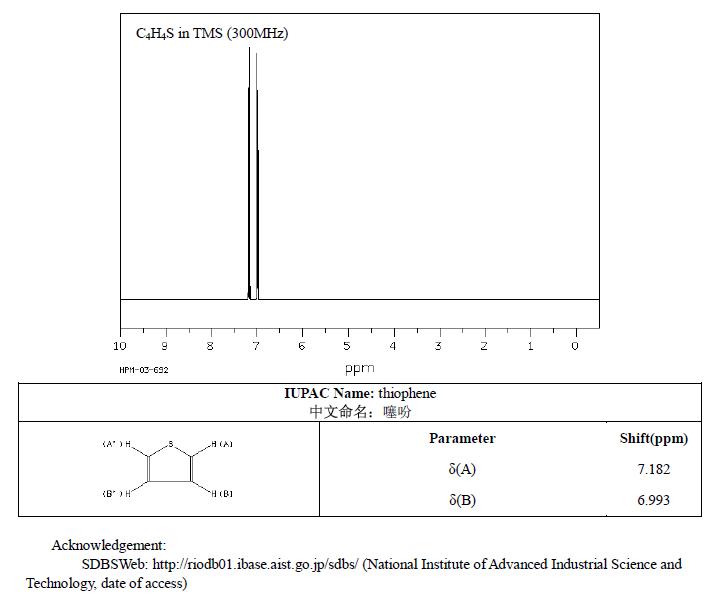 C₄H₄S in TMS (300MHz)
10 9 8 7 6 5 4 3 2 1 0
HPM-03-692
ppm
IUPAC Name: thiophene
中文命名：噻吩
(A') H S H (A)
(B') H H (B)
Parameter Shift(ppm)
δ(A) 7.182
δ(B) 6.993
Acknowledgement:
SDBSWeb: http://riodb01.ibase.aist.go.jp/sdbs/ (National Institute of Advanced Industrial Science and
Technology, date of access)